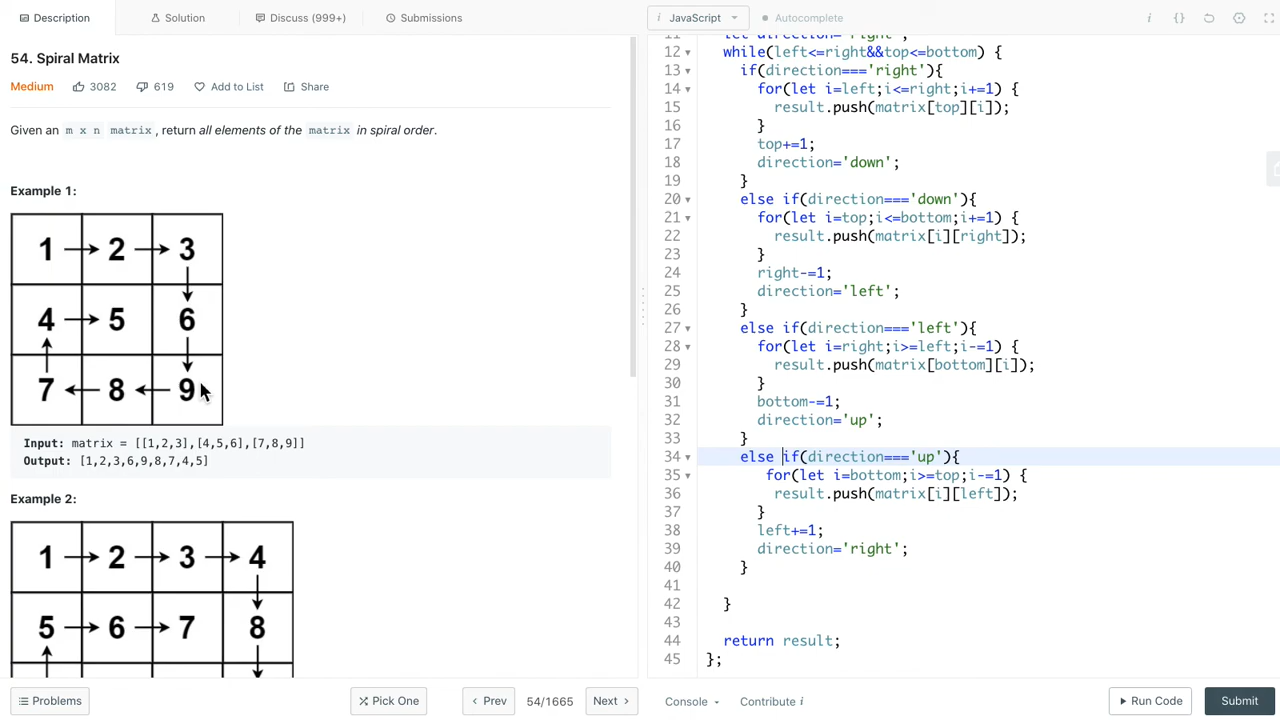 Description
Solution
Discuss (999+)
Submissions
54. Spiral Matrix
Medium
3082
619
Add to List
Share
Given an m x n matrix, return all elements of the matrix in spiral order.
Example 1:
1 2 3
4 5 6
7 8 9
Input: matrix = [[1,2,3],[4,5,6],[7,8,9]]
Output: [1,2,3,6,9,8,7,4,5]
Example 2:
1 2 3 4
5 6 7 8
Problems
Pick One
Prev
54/1665
Next
i JavaScript
Autocomplete
i {}
11 let direction='right';
12 while(left<=right&&top<=bottom) {
13 if(direction==='right'){
14 for(let i=left;i<=right;i+=1) {
15 result.push(matrix[top][i]);
16 }
17 top+=1;
18 direction='down';
19 }
20 else if(direction==='down'){
21 for(let i=top;i<=bottom;i+=1) {
22 result.push(matrix[i][right]);
23 }
24 right-=1;
25 direction='left';
26 }
27 else if(direction==='left'){
28 for(let i=right;i>=left;i-=1) {
29 result.push(matrix[bottom][i]);
30 }
31 bottom-=1;
32 direction='up';
33 }
34 else if(direction==='up'){
35 for(let i=bottom;i>=top;i-=1) {
36 result.push(matrix[i][left]);
37 }
38 left+=1;
39 direction='right';
40 }
41
42 }
43
44 return result;
45 };
Console
Contribute i
Run Code
Submit